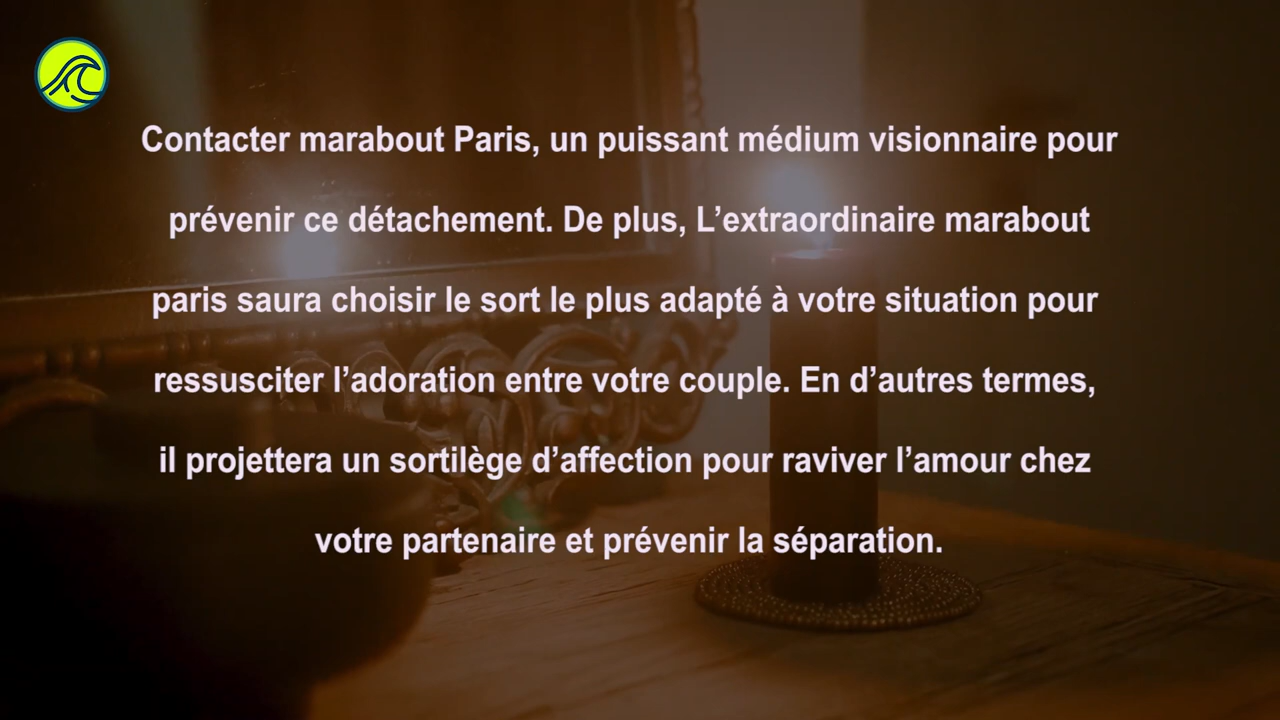 Contacter marabout Paris, un puissant médium visionnaire pour
prévenir ce détachement. De plus, L’extraordinaire marabout
paris saura choisir le sort le plus adapté à votre situation pour
ressusciter l’adoration entre votre couple. En d’autres termes,
il projettera un sortilège d’affection pour raviver l’amour chez
votre partenaire et prévenir la séparation.